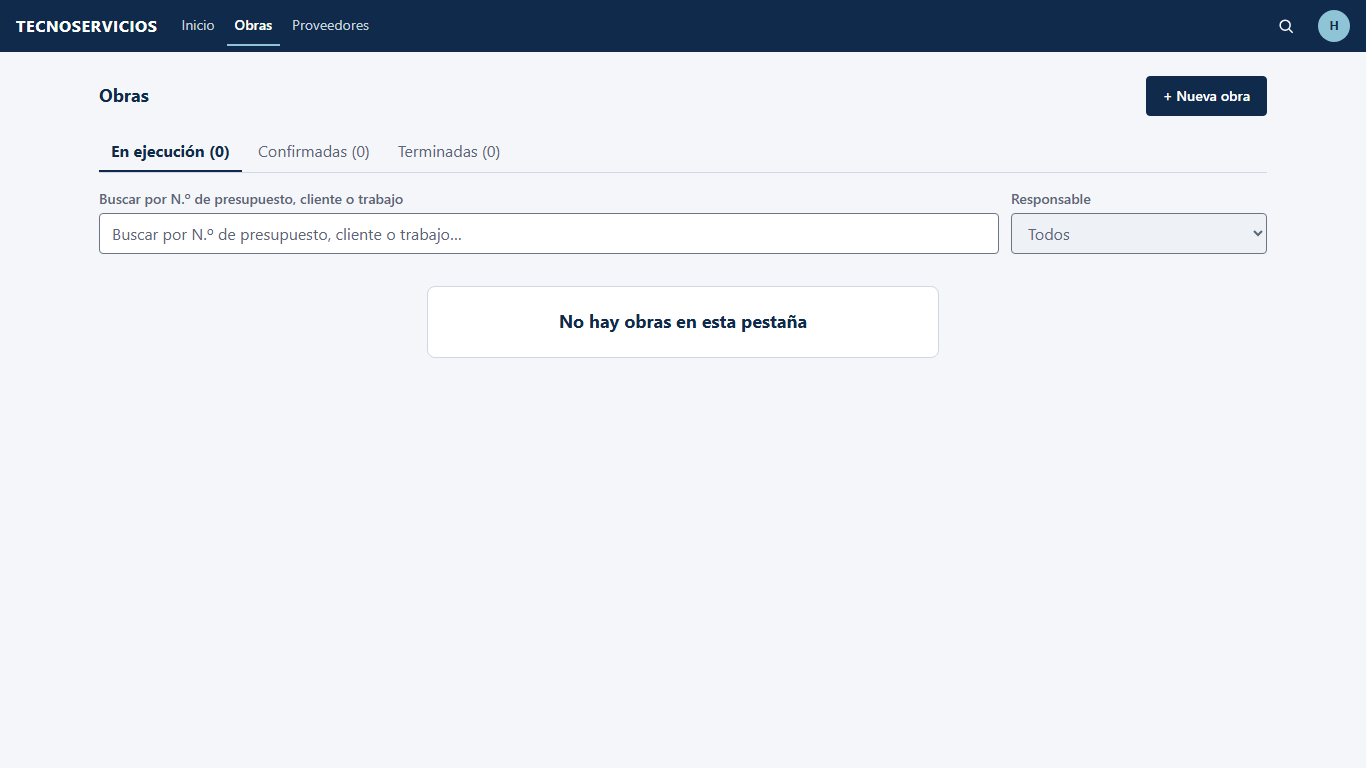 TECNOSERVICIOS Inicio Obras Proveedores H
Obras + Nueva obra
En ejecución (0) Confirmadas (0) Terminadas (0)
Buscar por N.º de presupuesto, cliente o trabajo Responsable
Buscar por N.º de presupuesto, cliente o trabajo... Todos
No hay obras en esta pestaña